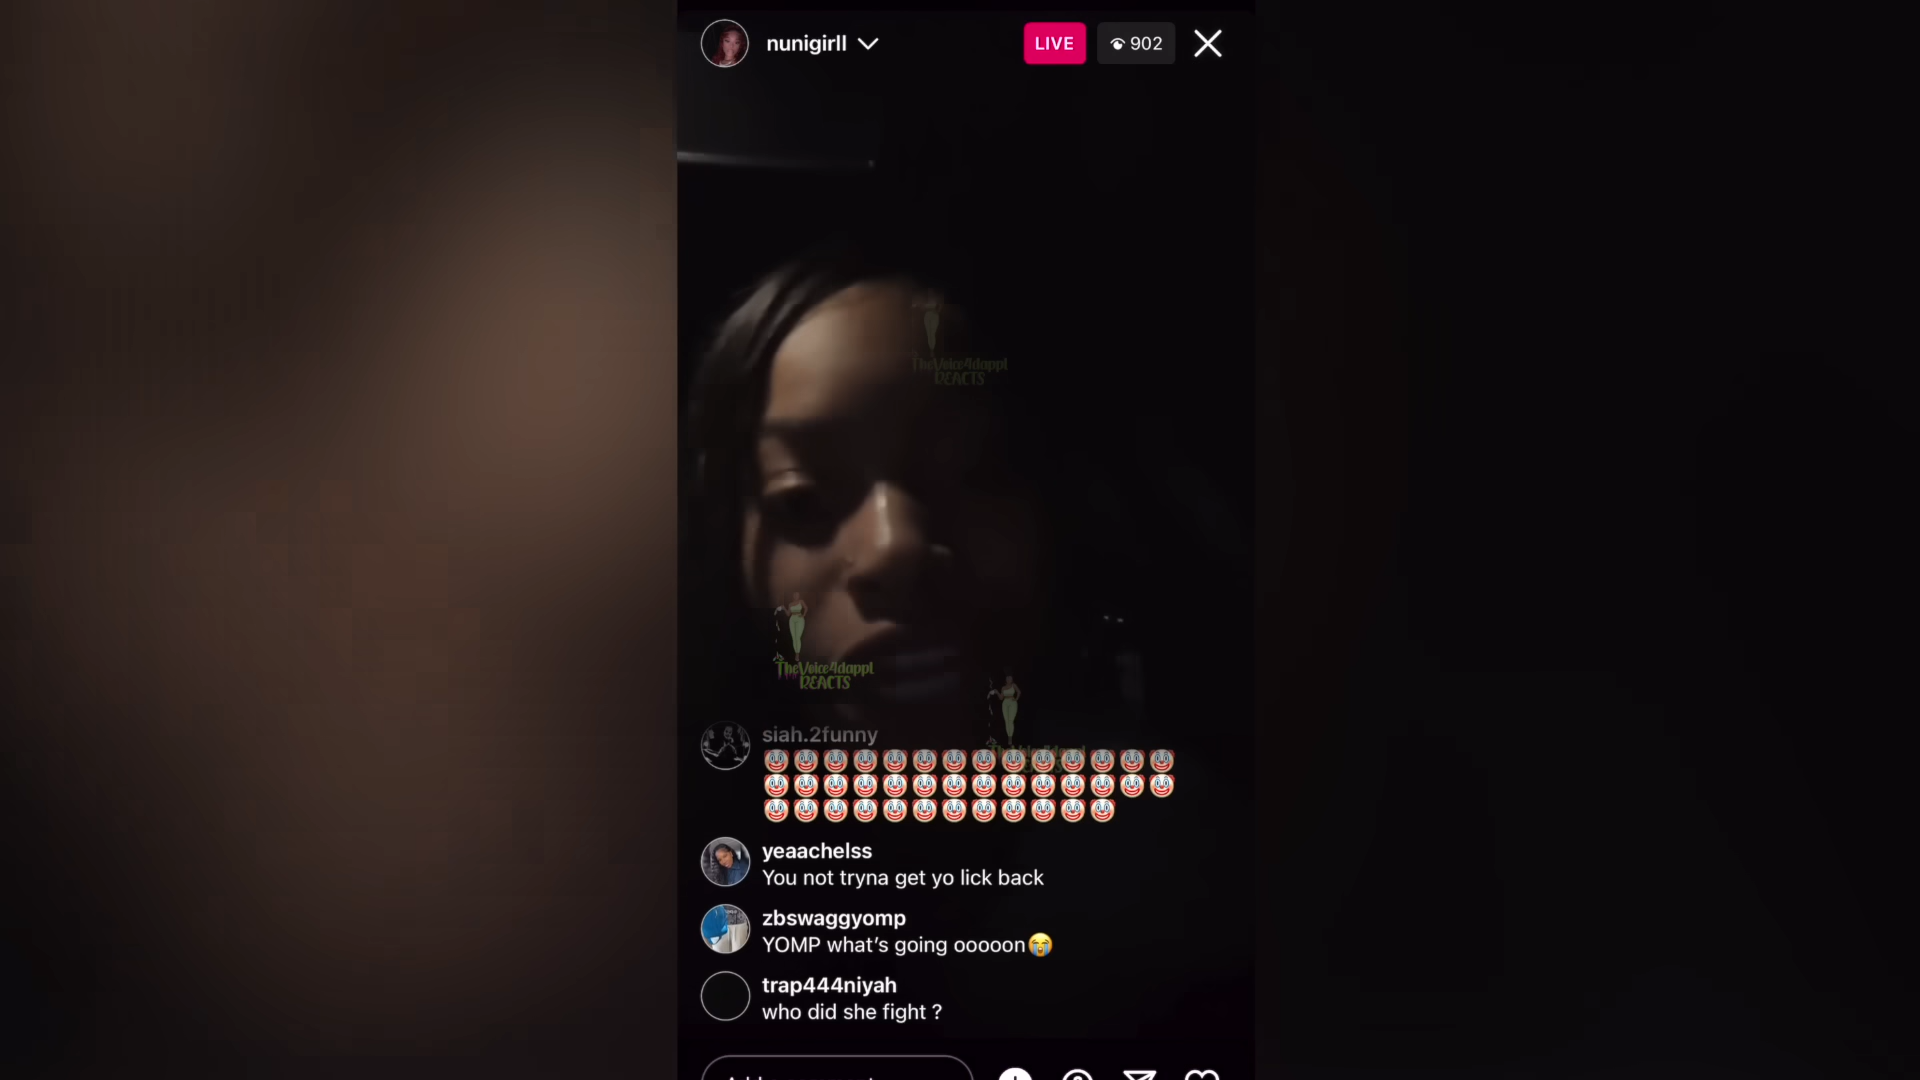 nunigirll
LIVE
902
TheVoice4dappl
REACTS
TheVoice4dappl
REACTS
siah.2funny
🤡🤡🤡🤡🤡🤡🤡🤡🤡🤡🤡🤡🤡🤡
🤡🤡🤡🤡🤡🤡🤡🤡🤡🤡🤡🤡🤡🤡
🤡🤡🤡🤡🤡🤡🤡🤡🤡🤡🤡🤡
yeaachelss
You not tryna get yo lick back
zbswaggyomp
YOMP what’s going ooooon😭
trap444niyah
who did she fight ?